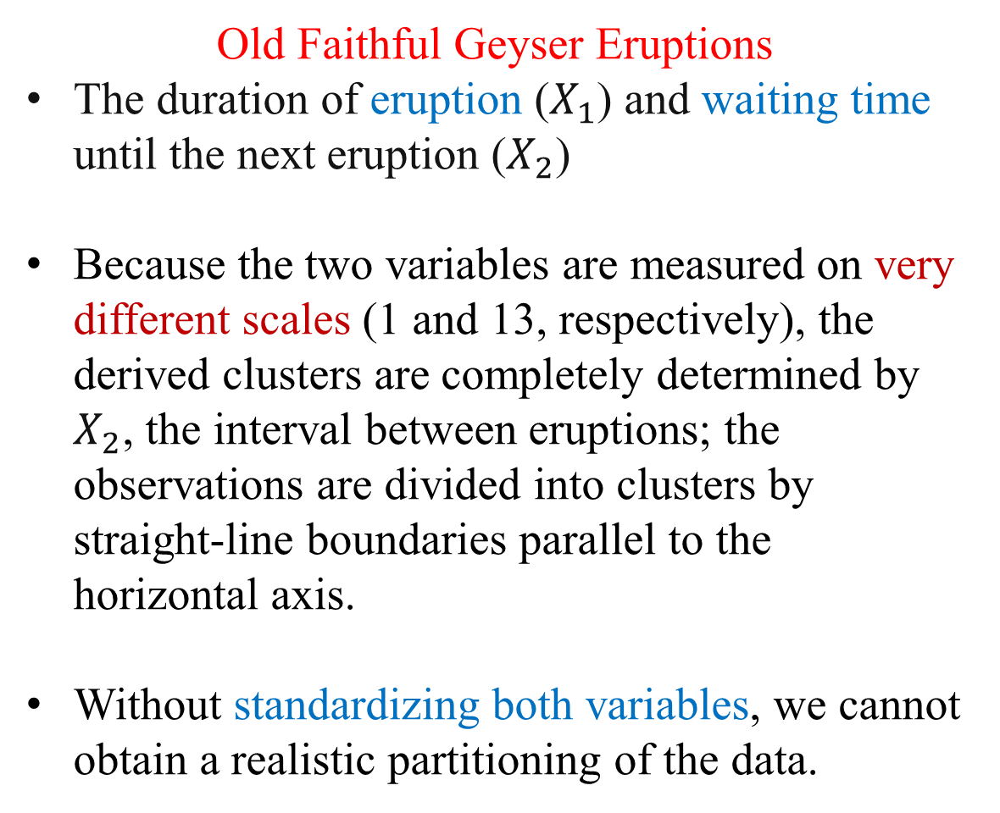 Old Faithful Geyser Eruptions
• The duration of eruption (X₁) and waiting time
until the next eruption (X₂)
• Because the two variables are measured on very
different scales (1 and 13, respectively), the
derived clusters are completely determined by
X₂, the interval between eruptions; the
observations are divided into clusters by
straight-line boundaries parallel to the
horizontal axis.
• Without standardizing both variables, we cannot
obtain a realistic partitioning of the data.